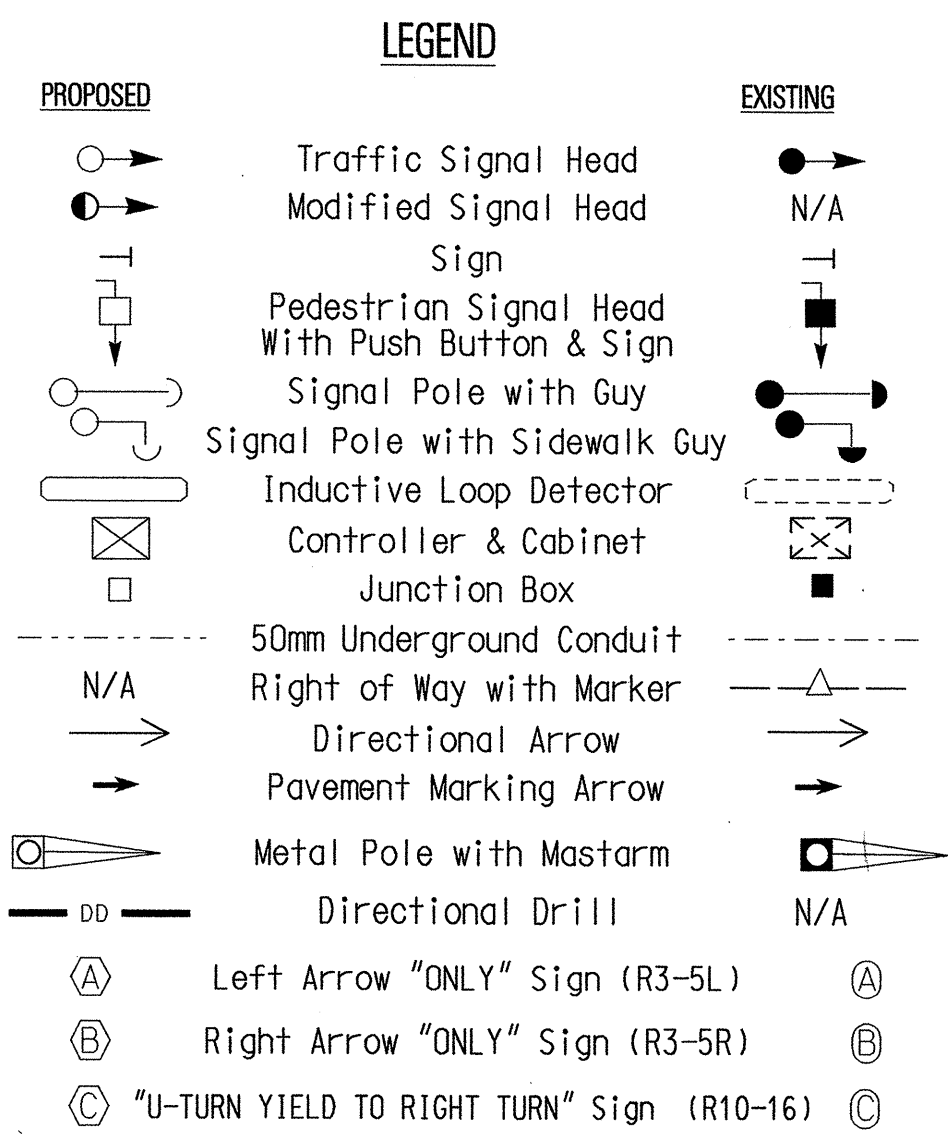 LEGEND
PROPOSED EXISTING
Traffic Signal Head
Modified Signal Head N/A
Sign
Pedestrian Signal Head
With Push Button & Sign
Signal Pole with Guy
Signal Pole with Sidewalk Guy
Inductive Loop Detector
Controller & Cabinet
Junction Box
50mm Underground Conduit
N/A Right of Way with Marker
Directional Arrow
Pavement Marking Arrow
Metal Pole with Mastarm
DD Directional Drill N/A
A Left Arrow "ONLY" Sign (R3-5L) A
B Right Arrow "ONLY" Sign (R3-5R) B
C "U-TURN YIELD TO RIGHT TURN" Sign (R10-16) C